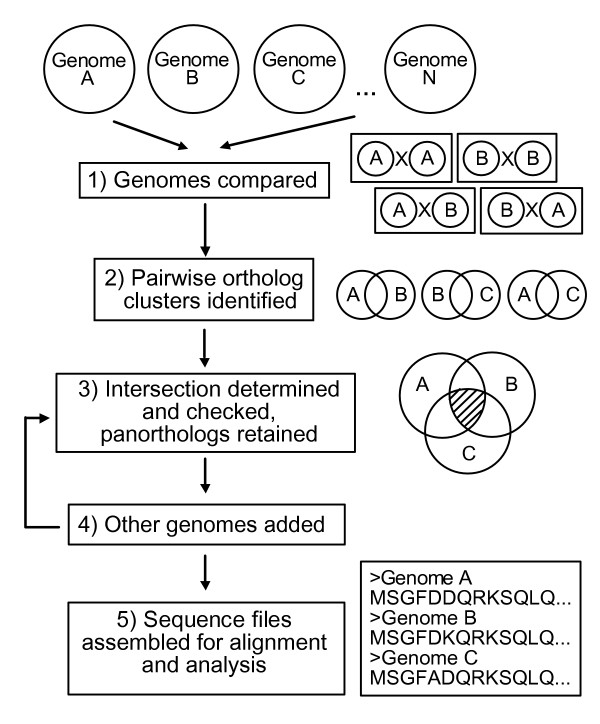 Genome A
Genome B
Genome C
...
Genome N
1) Genomes compared
A X A
B X B
A X B
B X A
2) Pairwise ortholog
clusters identified
A B
B C
A C
3) Intersection determined
and checked,
panorthologs retained
A
B
C
4) Other genomes added
5) Sequence files
assembled for alignment
and analysis
>Genome A
MSGFDDQRKSQLQ...
>Genome B
MSGFDKQRKSQLQ...
>Genome C
MSGFADQRKSQLQ...